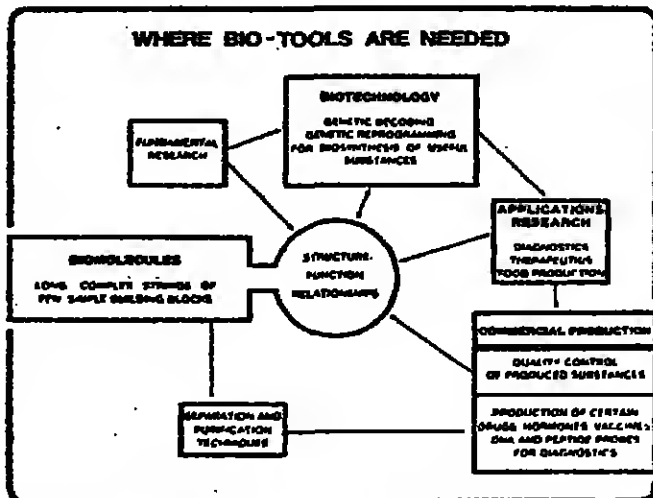 WHERE BIO-TOOLS ARE NEEDED
BIOTECHNOLOGY
GENETIC DECODING
GENETIC REPROGRAMMING
FOR BIOSYNTHESIS OF USEFUL
SUBSTANCES
FUNDAMENTAL
RESEARCH
APPLICATIONS
RESEARCH
DIAGNOSTICS
THERAPEUTICS
FOOD PRODUCTION
BIOMOLECULES
LONG COMPLEX STRINGS OF
FEW SIMPLE BUILDING BLOCKS
STRUCTURE-
FUNCTION
RELATIONSHIPS
COMMERCIAL PRODUCTION
QUALITY CONTROL
OF PRODUCED SUBSTANCES
SEPARATION AND
PURIFICATION
TECHNIQUES
PRODUCTION OF CERTAIN
DRUGS HORMONES VACCINES
DNA AND PEPTIDE PROBES
FOR DIAGNOSTICS